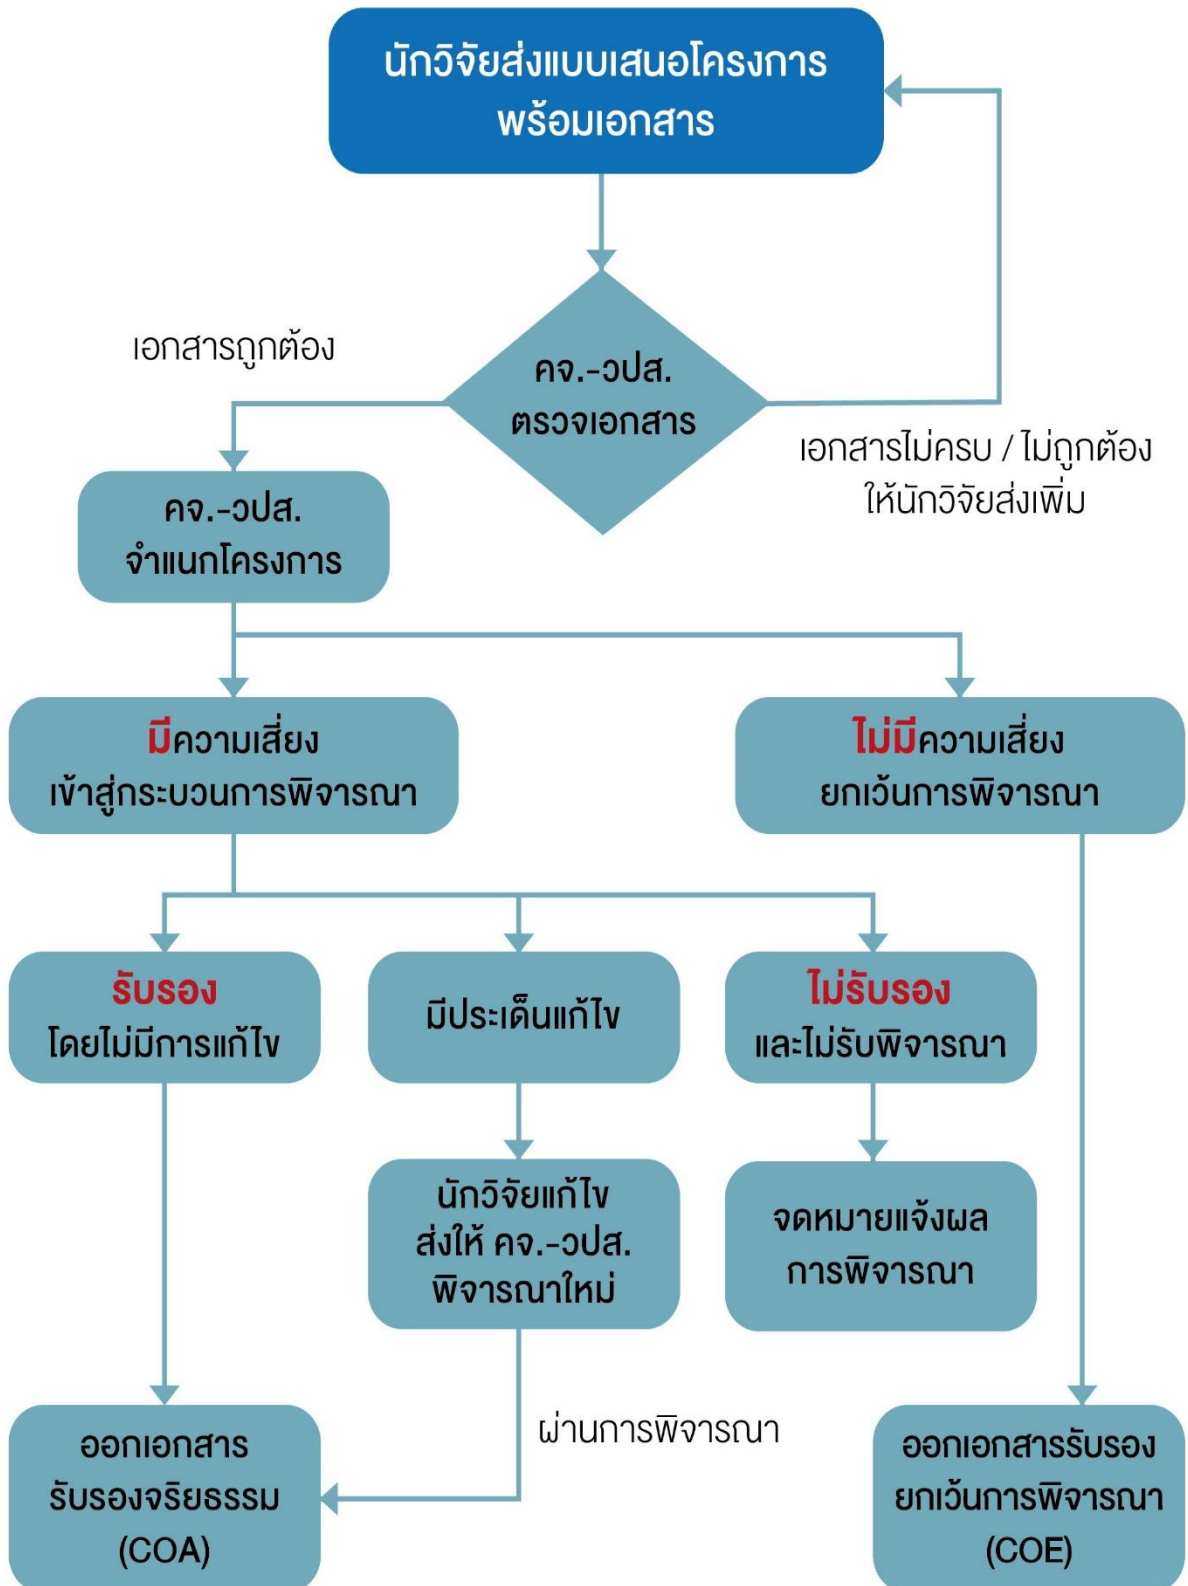 นักวิจัยส่งแบบเสนอโครงการ
พร้อมเอกสาร
เอกสารถูกต้อง
คจ.-วปส.
ตรวจเอกสาร
เอกสารไม่ครบ / ไม่ถูกต้อง
ให้นักวิจัยส่งเพิ่ม
คจ.-วปส.
จำแนกโครงการ
มีความเสี่ยง
เข้าสู่กระบวนการพิจารณา
ไม่มีความเสี่ยง
ยกเว้นการพิจารณา
รับรอง
โดยไม่มีการแก้ไข
มีประเด็นแก้ไข
ไม่รับรอง
และไม่รับพิจารณา
นักวิจัยแก้ไข
ส่งให้ คจ.-วปส.
พิจารณาใหม่
จดหมายแจ้งผล
การพิจารณา
ผ่านการพิจารณา
ออกเอกสาร
รับรองจริยธรรม
(COA)
ออกเอกสารรับรอง
ยกเว้นการพิจารณา
(COE)